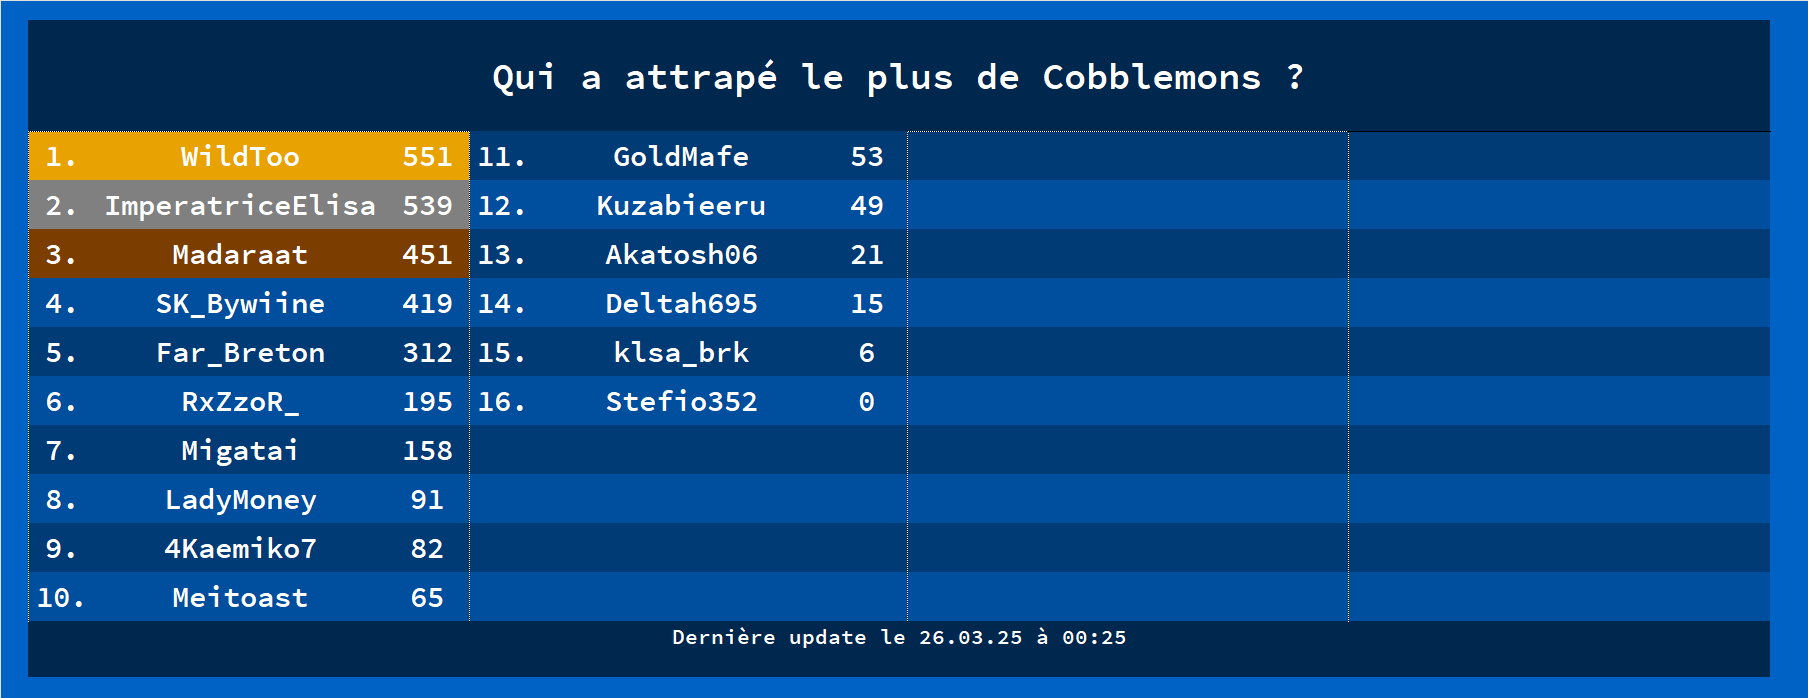 Qui a attrapé le plus de Cobblemons ?
1. WildToo 551
2. ImperatriceElisa 539
3. Madaraat 451
4. SK_Bywiine 419
5. Far_Breton 312
6. RxZzoR_ 195
7. Migatai 158
8. LadyMoney 91
9. 4Kaemiko7 82
10. Meitoast 65
11. GoldMafe 53
12. Kuzabieeru 49
13. Akatosh06 21
14. Deltah695 15
15. klsa_brk 6
16. Stefio352 0
Dernière update le 26.03.25 à 00:25